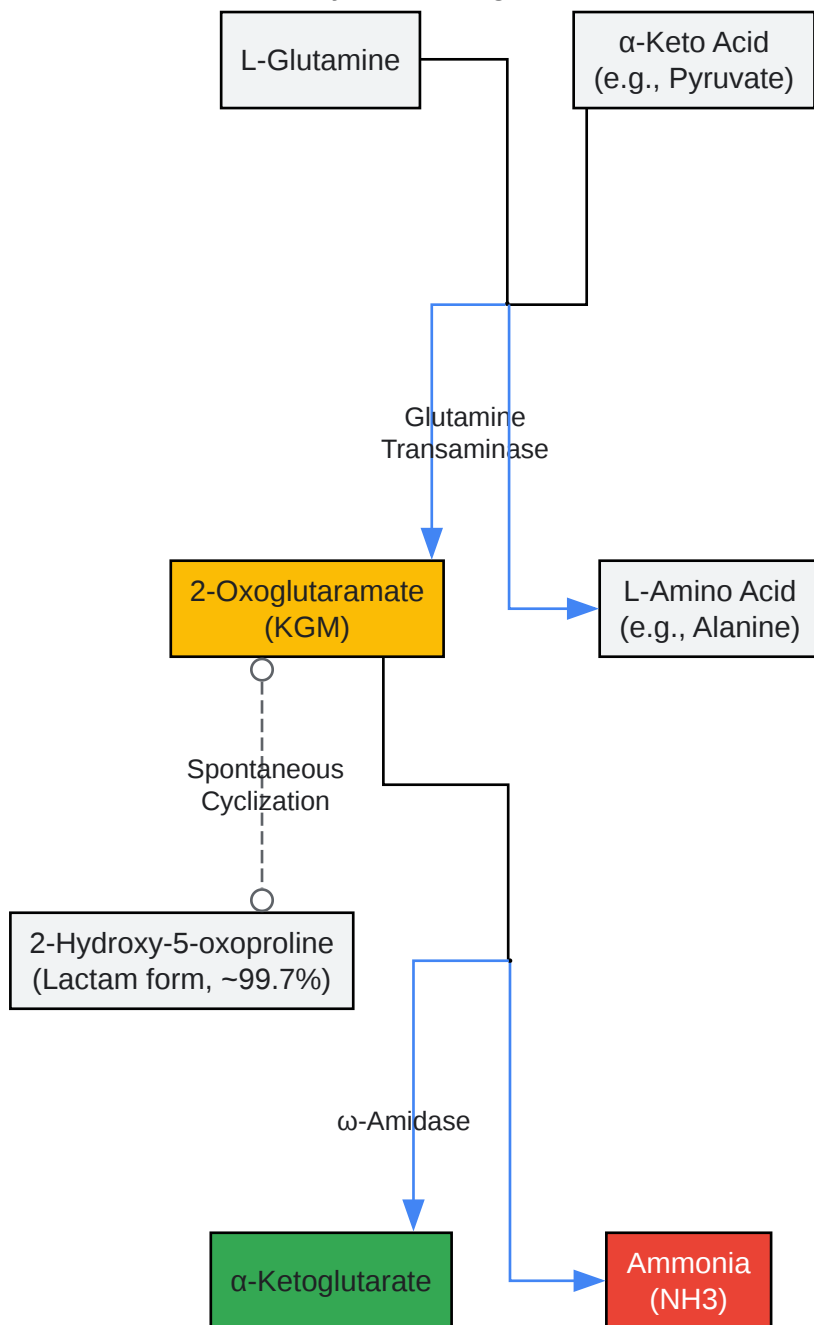 L-Glutamine
α-Keto Acid
(e.g., Pyruvate)
Glutamine
Transaminase
2-Oxoglutaramate
(KGM)
L-Amino Acid
(e.g., Alanine)
Spontaneous
Cyclization
2-Hydroxy-5-oxoproline
(Lactam form, ~99.7%)
ω-Amidase
α-Ketoglutarate
Ammonia
(NH3)